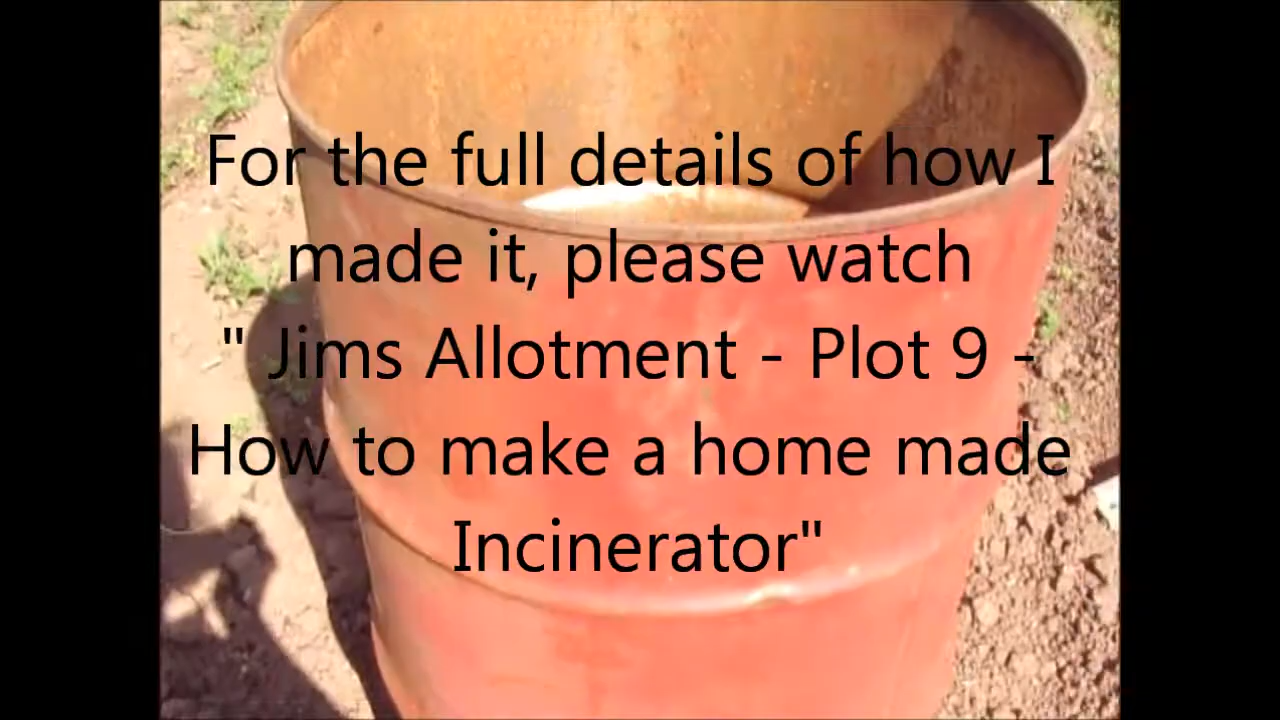 For the full details of how I
made it, please watch
" Jims Allotment - Plot 9 -
How to make a home made
Incinerator"